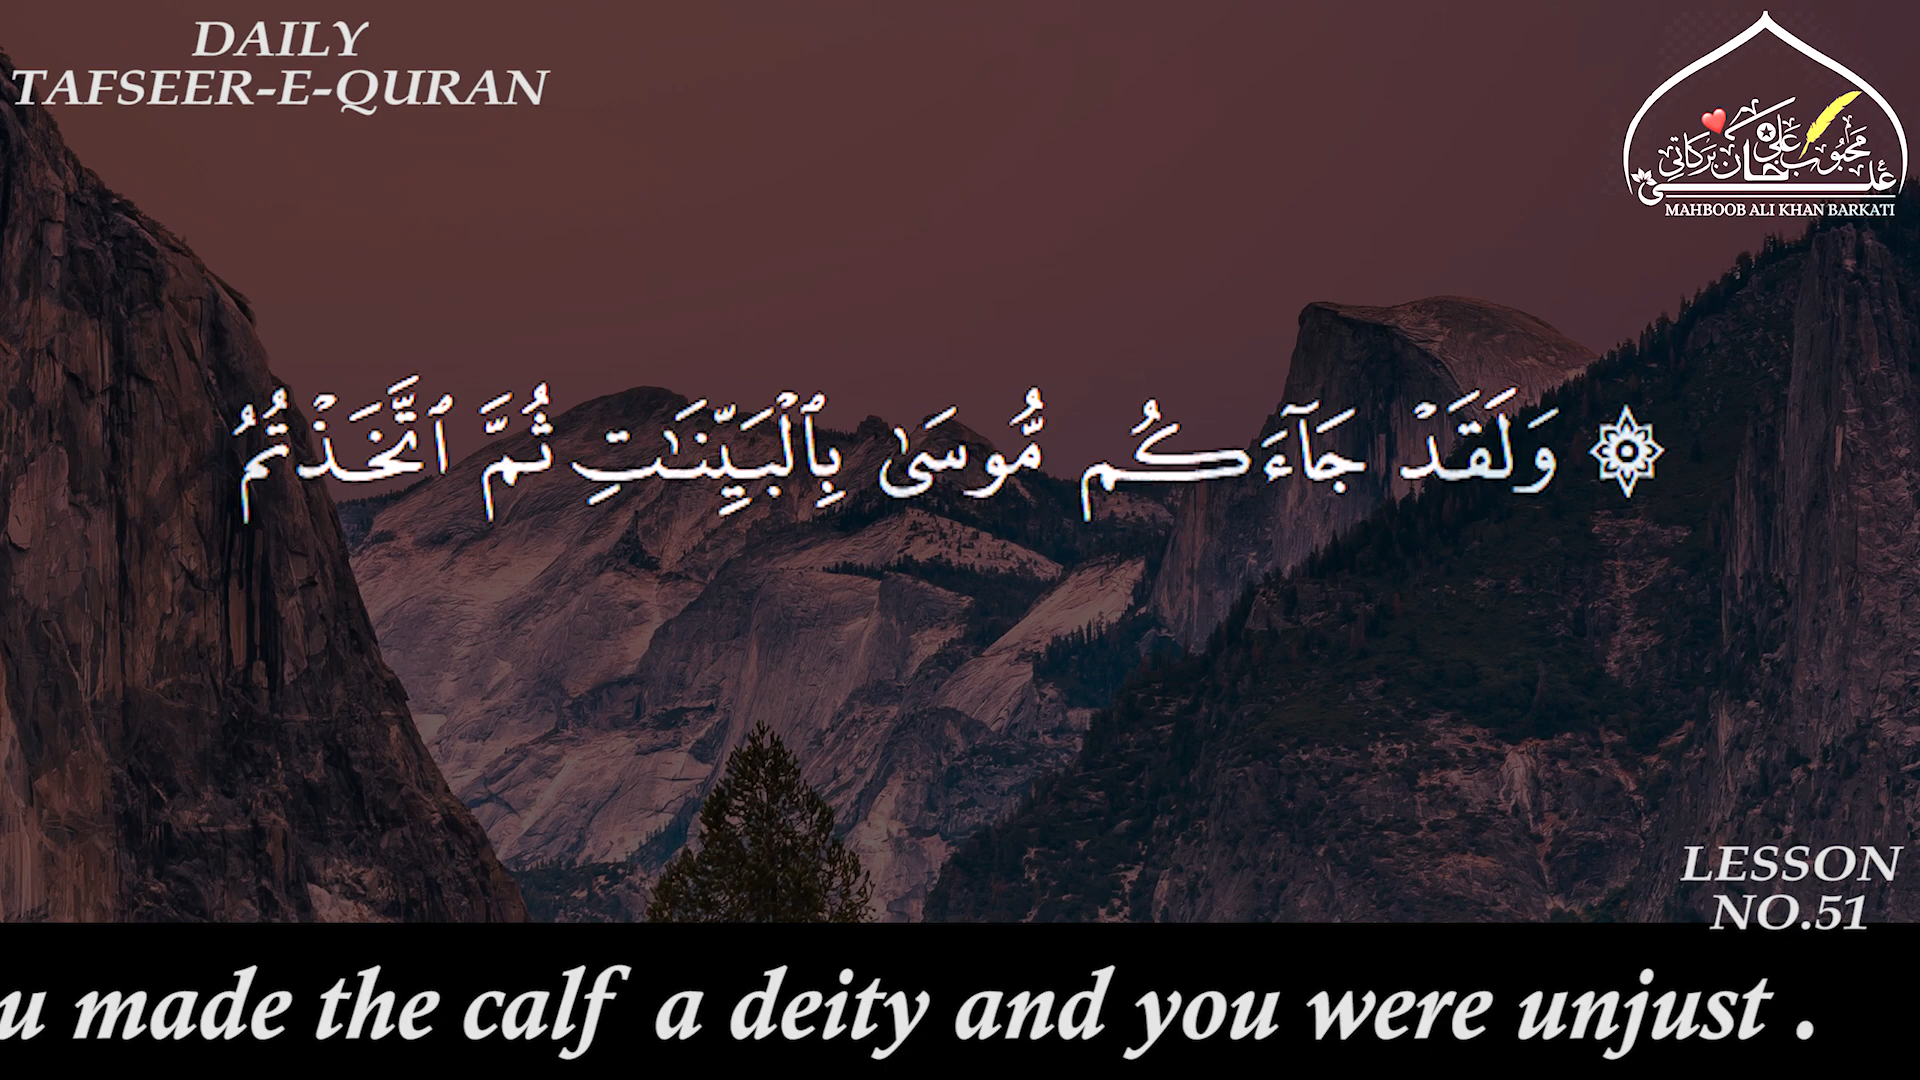 DAILY
TAFSEER-E-QURAN
MAHBOOB ALI KHAN BARKATI
۞ وَلَقَدْ جَآءَكُم مُّوسَىٰ بِٱلْبَيِّنَـٰتِ ثُمَّ ٱتَّخَذْتُمُ
LESSON
NO.51
u made the calf a deity and you were unjust .